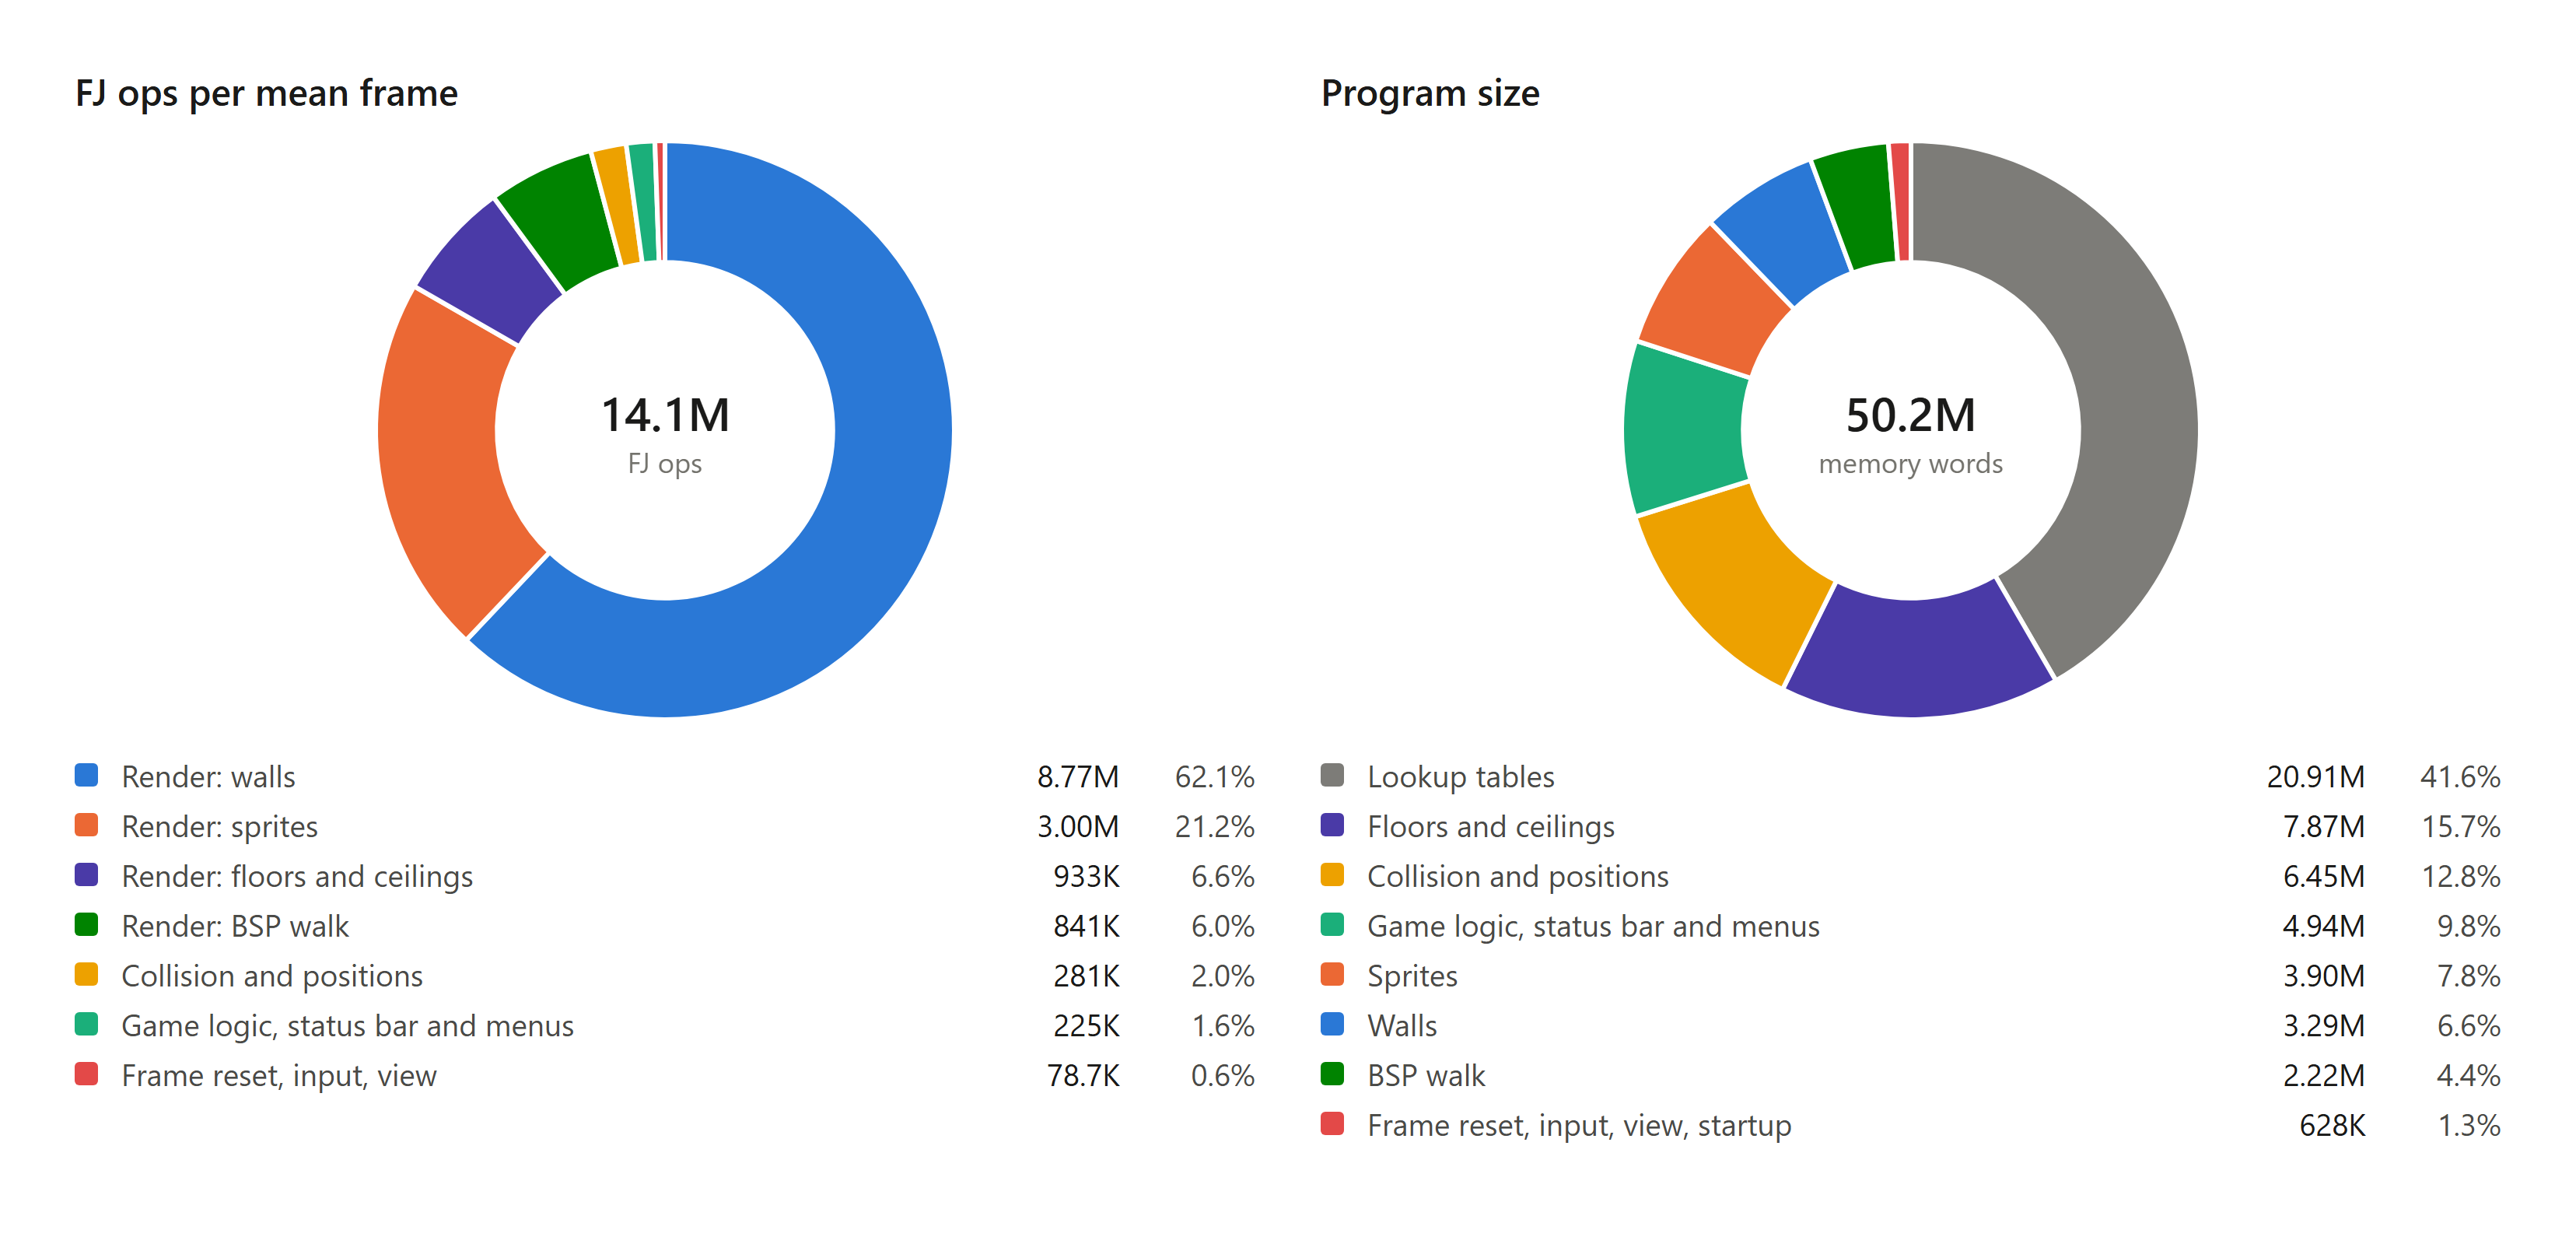 FJ ops per mean frame
14.1M
FJ ops
Render: walls 8.77M 62.1%
Render: sprites 3.00M 21.2%
Render: floors and ceilings 933K 6.6%
Render: BSP walk 841K 6.0%
Collision and positions 281K 2.0%
Game logic, status bar and menus 225K 1.6%
Frame reset, input, view 78.7K 0.6%
Program size
50.2M
memory words
Lookup tables 20.91M 41.6%
Floors and ceilings 7.87M 15.7%
Collision and positions 6.45M 12.8%
Game logic, status bar and menus 4.94M 9.8%
Sprites 3.90M 7.8%
Walls 3.29M 6.6%
BSP walk 2.22M 4.4%
Frame reset, input, view, startup 628K 1.3%